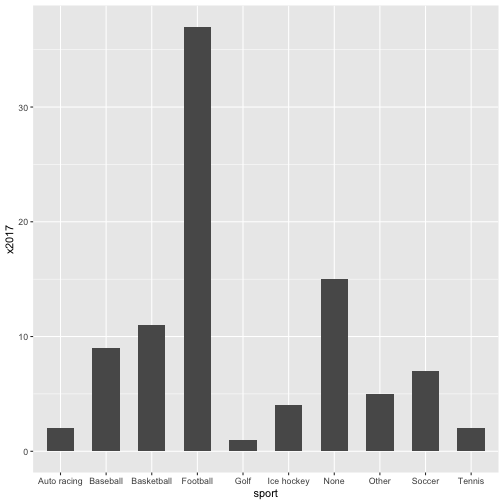 30
20
10
0
x2017
Auto racing Baseball Basketball Football Golf Ice hockey None Other Soccer Tennis
sport